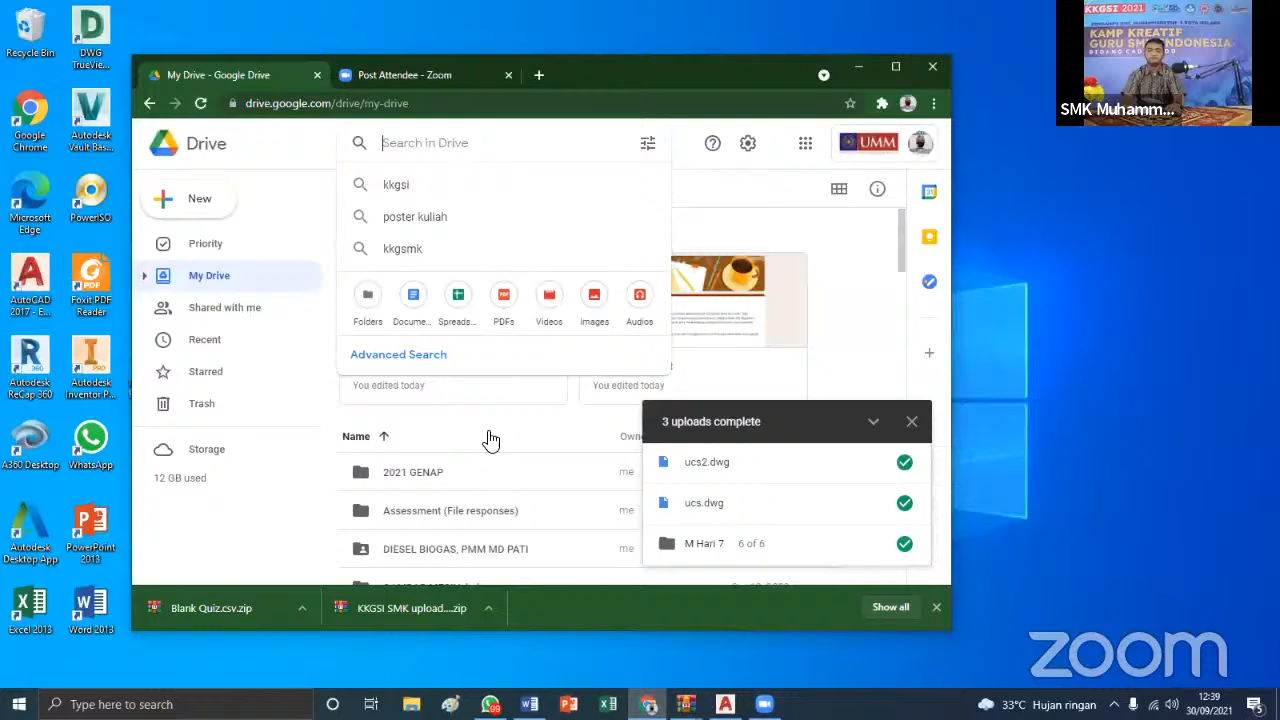 Recycle Bin
DWG
TrueVie...
Google
Chrome
Autodesk
Vault Bas...
Microsoft
Edge
PowerISO
AutoCAD
2017 - E...
Foxit PDF
Reader
Autodesk
ReCap 360
Autodesk
Inventor P...
A360 Desktop
WhatsApp
Autodesk
Desktop App
PowerPoint
2013
Excel 2013
Word 2013
My Drive - Google Drive
Post Attendee - Zoom
drive.google.com/drive/my-drive
Drive
Search in Drive
UMM
New
kkgsi
poster kuliah
kkgsmk
Priority
My Drive
Shared with me
Recent
Starred
Trash
Storage
12 GB used
Folders
Docum...
Spreads...
PDFs
Videos
Images
Audios
Advanced Search
You edited today
You edited today
Name
Owne
2021 GENAP
me
Assessment (File responses)
me
DIESEL BIOGAS, PMM MD PATI
me
3 uploads complete
ucs2.dwg
ucs.dwg
M Hari 7 6 of 6
Blank Quiz.csv.zip
KKGSI SMK upload....zip
Show all
KKGSI 2021
KAMP KREATIF
GURU SMK INDONESIA
SMK Muhamm...
zoom
Type here to search
99
33°C Hujan ringan
12:39
30/09/2021
5